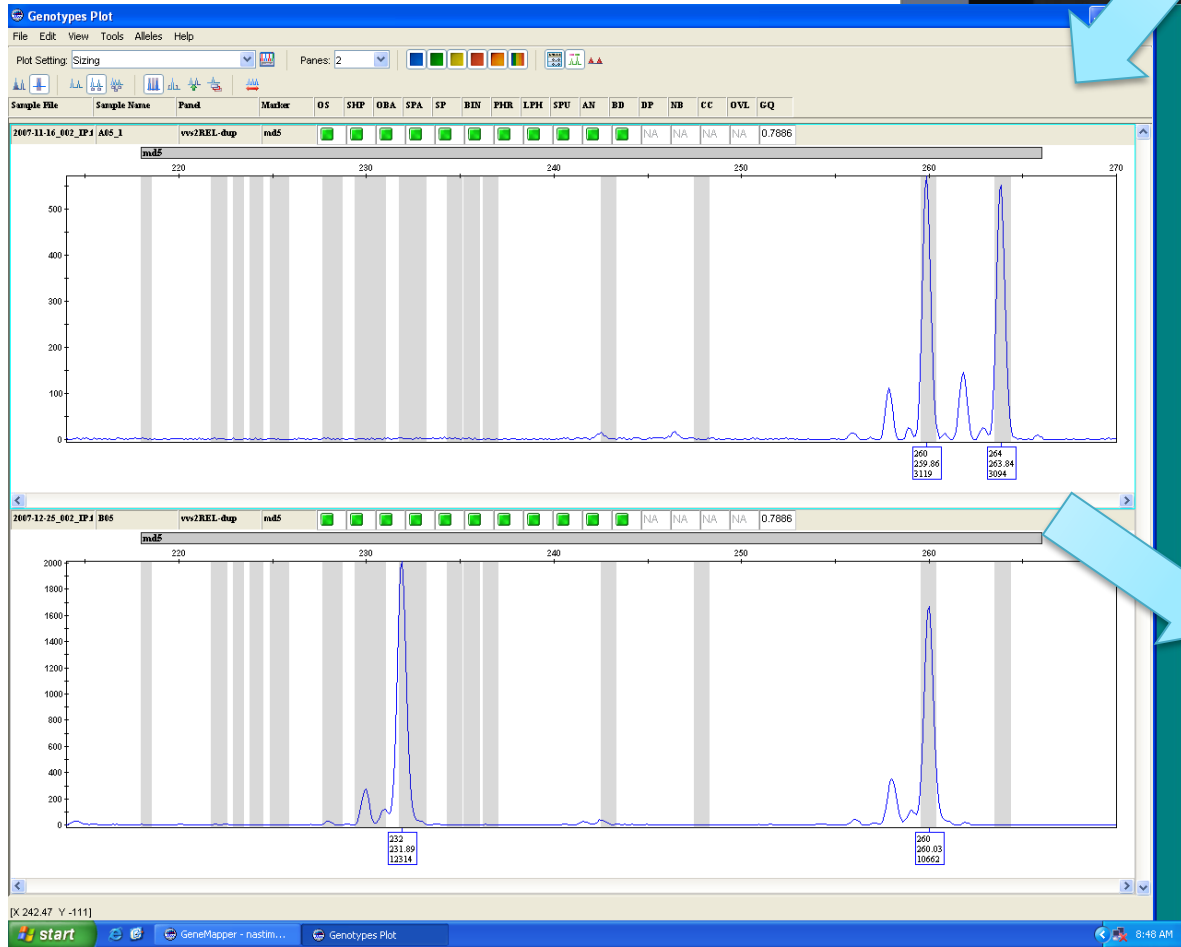 Genotypes Plot
File Edit View Tools Alleles Help
Plot Setting: Sizing Panes: 2
Sample File Sample Name Panel Marker OS SHP OBA SPA SP BIN PHR LPH SPU AN BD DP NB CC OVL GQ
2007-11-16_002_IP.f A05_1 vvs2REL-dup md5 NA NA NA NA 0.7886
md5
220 230 240 250 260 270
500
400
300
200
100
0
260 264
259.86 263.84
3119 3094
2007-12-25_002_IP.f B05 vvs2REL-dup md5 NA NA NA NA 0.7886
md5
220 230 240 250 260
2000
1800
1600
1400
1200
1000
800
600
400
200
0
232 260
231.89 260.03
12314 10662
[X 242.47 Y -111]
start GeneMapper - nastim... Genotypes Plot 8:48 AM